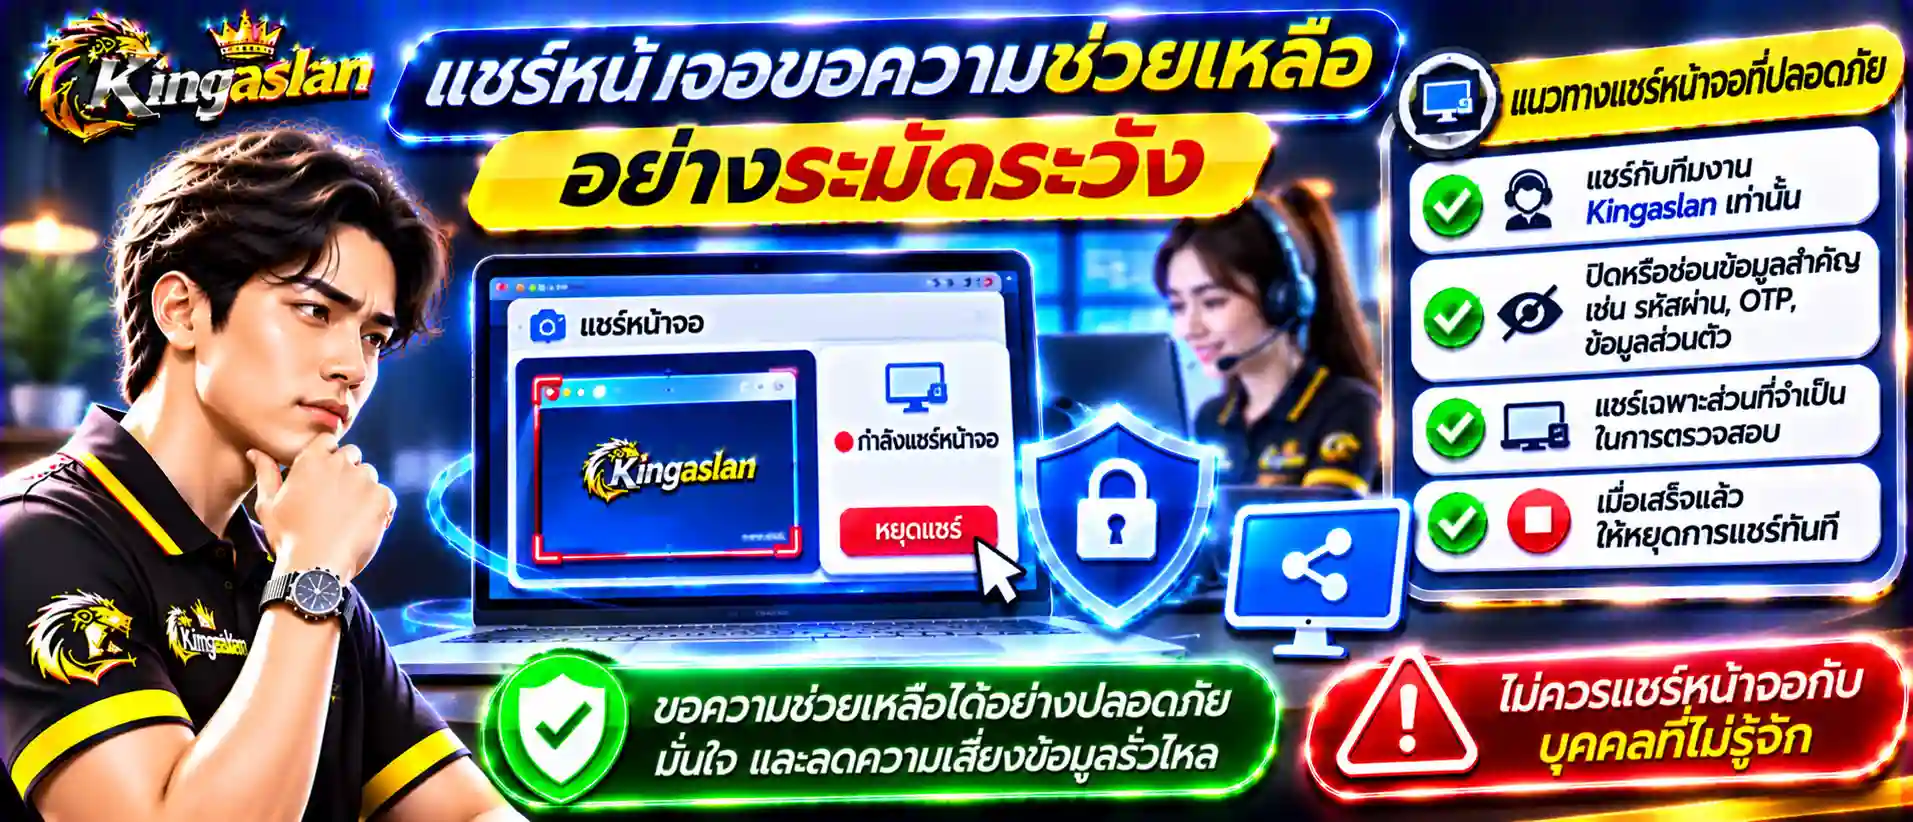 Kingaslan
แชร์หน้าจอขอความช่วยเหลือ
อย่างระมัดระวัง
แชร์หน้าจอ
Kingaslan
กำลังแชร์หน้าจอ
หยุดแชร์
แนวทางแชร์หน้าจอที่ปลอดภัย
แชร์กับทีมงาน
Kingaslan เท่านั้น
ปิดหรือซ่อนข้อมูลสำคัญ
เช่น รหัสผ่าน, OTP,
ข้อมูลส่วนตัว
แชร์เฉพาะส่วนที่จำเป็น
ในการตรวจสอบ
เมื่อเสร็จแล้ว
ให้หยุดการแชร์ทันที
ขอความช่วยเหลือได้อย่างปลอดภัย
มั่นใจ และลดความเสี่ยงข้อมูลรั่วไหล
ไม่ควรแชร์หน้าจอกับ
บุคคลที่ไม่รู้จัก